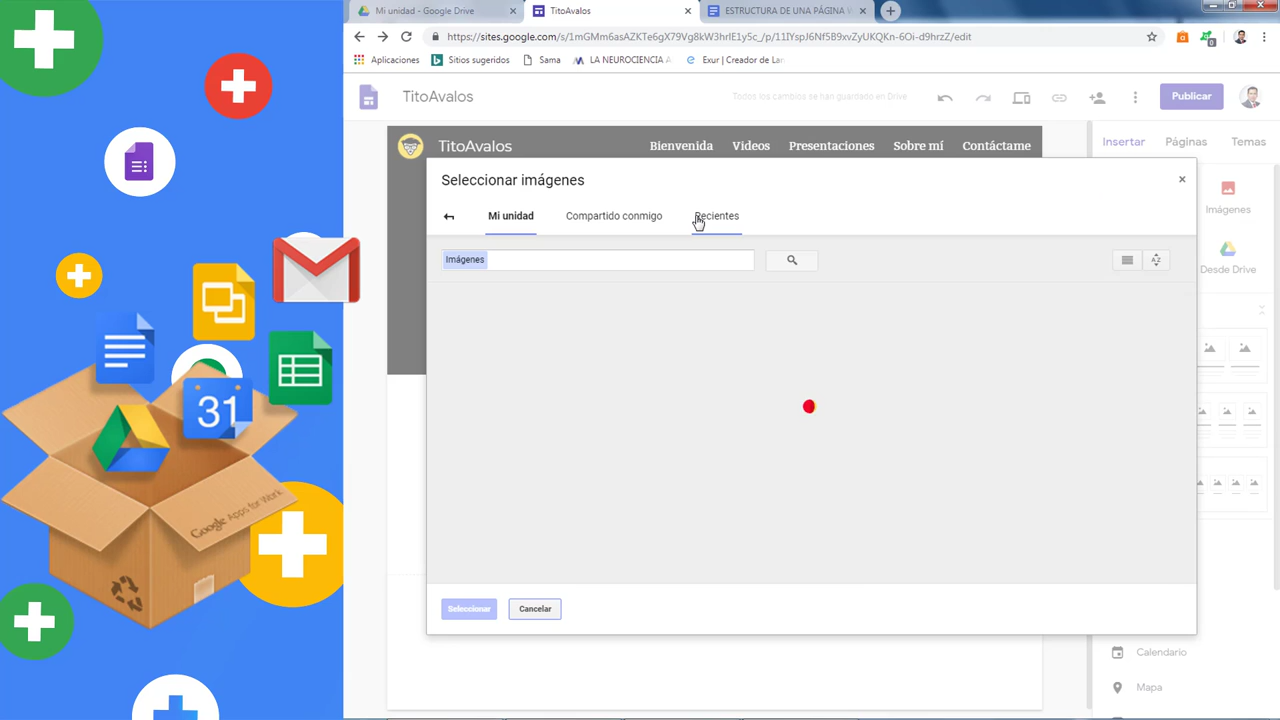 Mi unidad - Google Drive
TitoAvalos
ESTRUCTURA DE UNA PÁGINA
https://sites.google.com/s/1mGMm6asAZKTe6gX79Vg8kW3hrIE1y5c_/p/11IYspJ6Nf5B9xvZyUKQKn-6Oi-d9hrzZ/edit
Aplicaciones
Sitios sugeridos
Sama
LA NEUROCIENCIA
Exur | Creador de Lan
TitoAvalos
Todos los cambios se han guardado en Drive
Publicar
TitoAvalos
Bienvenida
Videos
Presentaciones
Sobre mí
Contáctame
Insertar
Páginas
Temas
Seleccionar imágenes
Mi unidad
Compartido conmigo
Recientes
Imágenes
Imágenes
Desde Drive
31
Google Apps for Work
Seleccionar
Cancelar
Calendario
Mapa